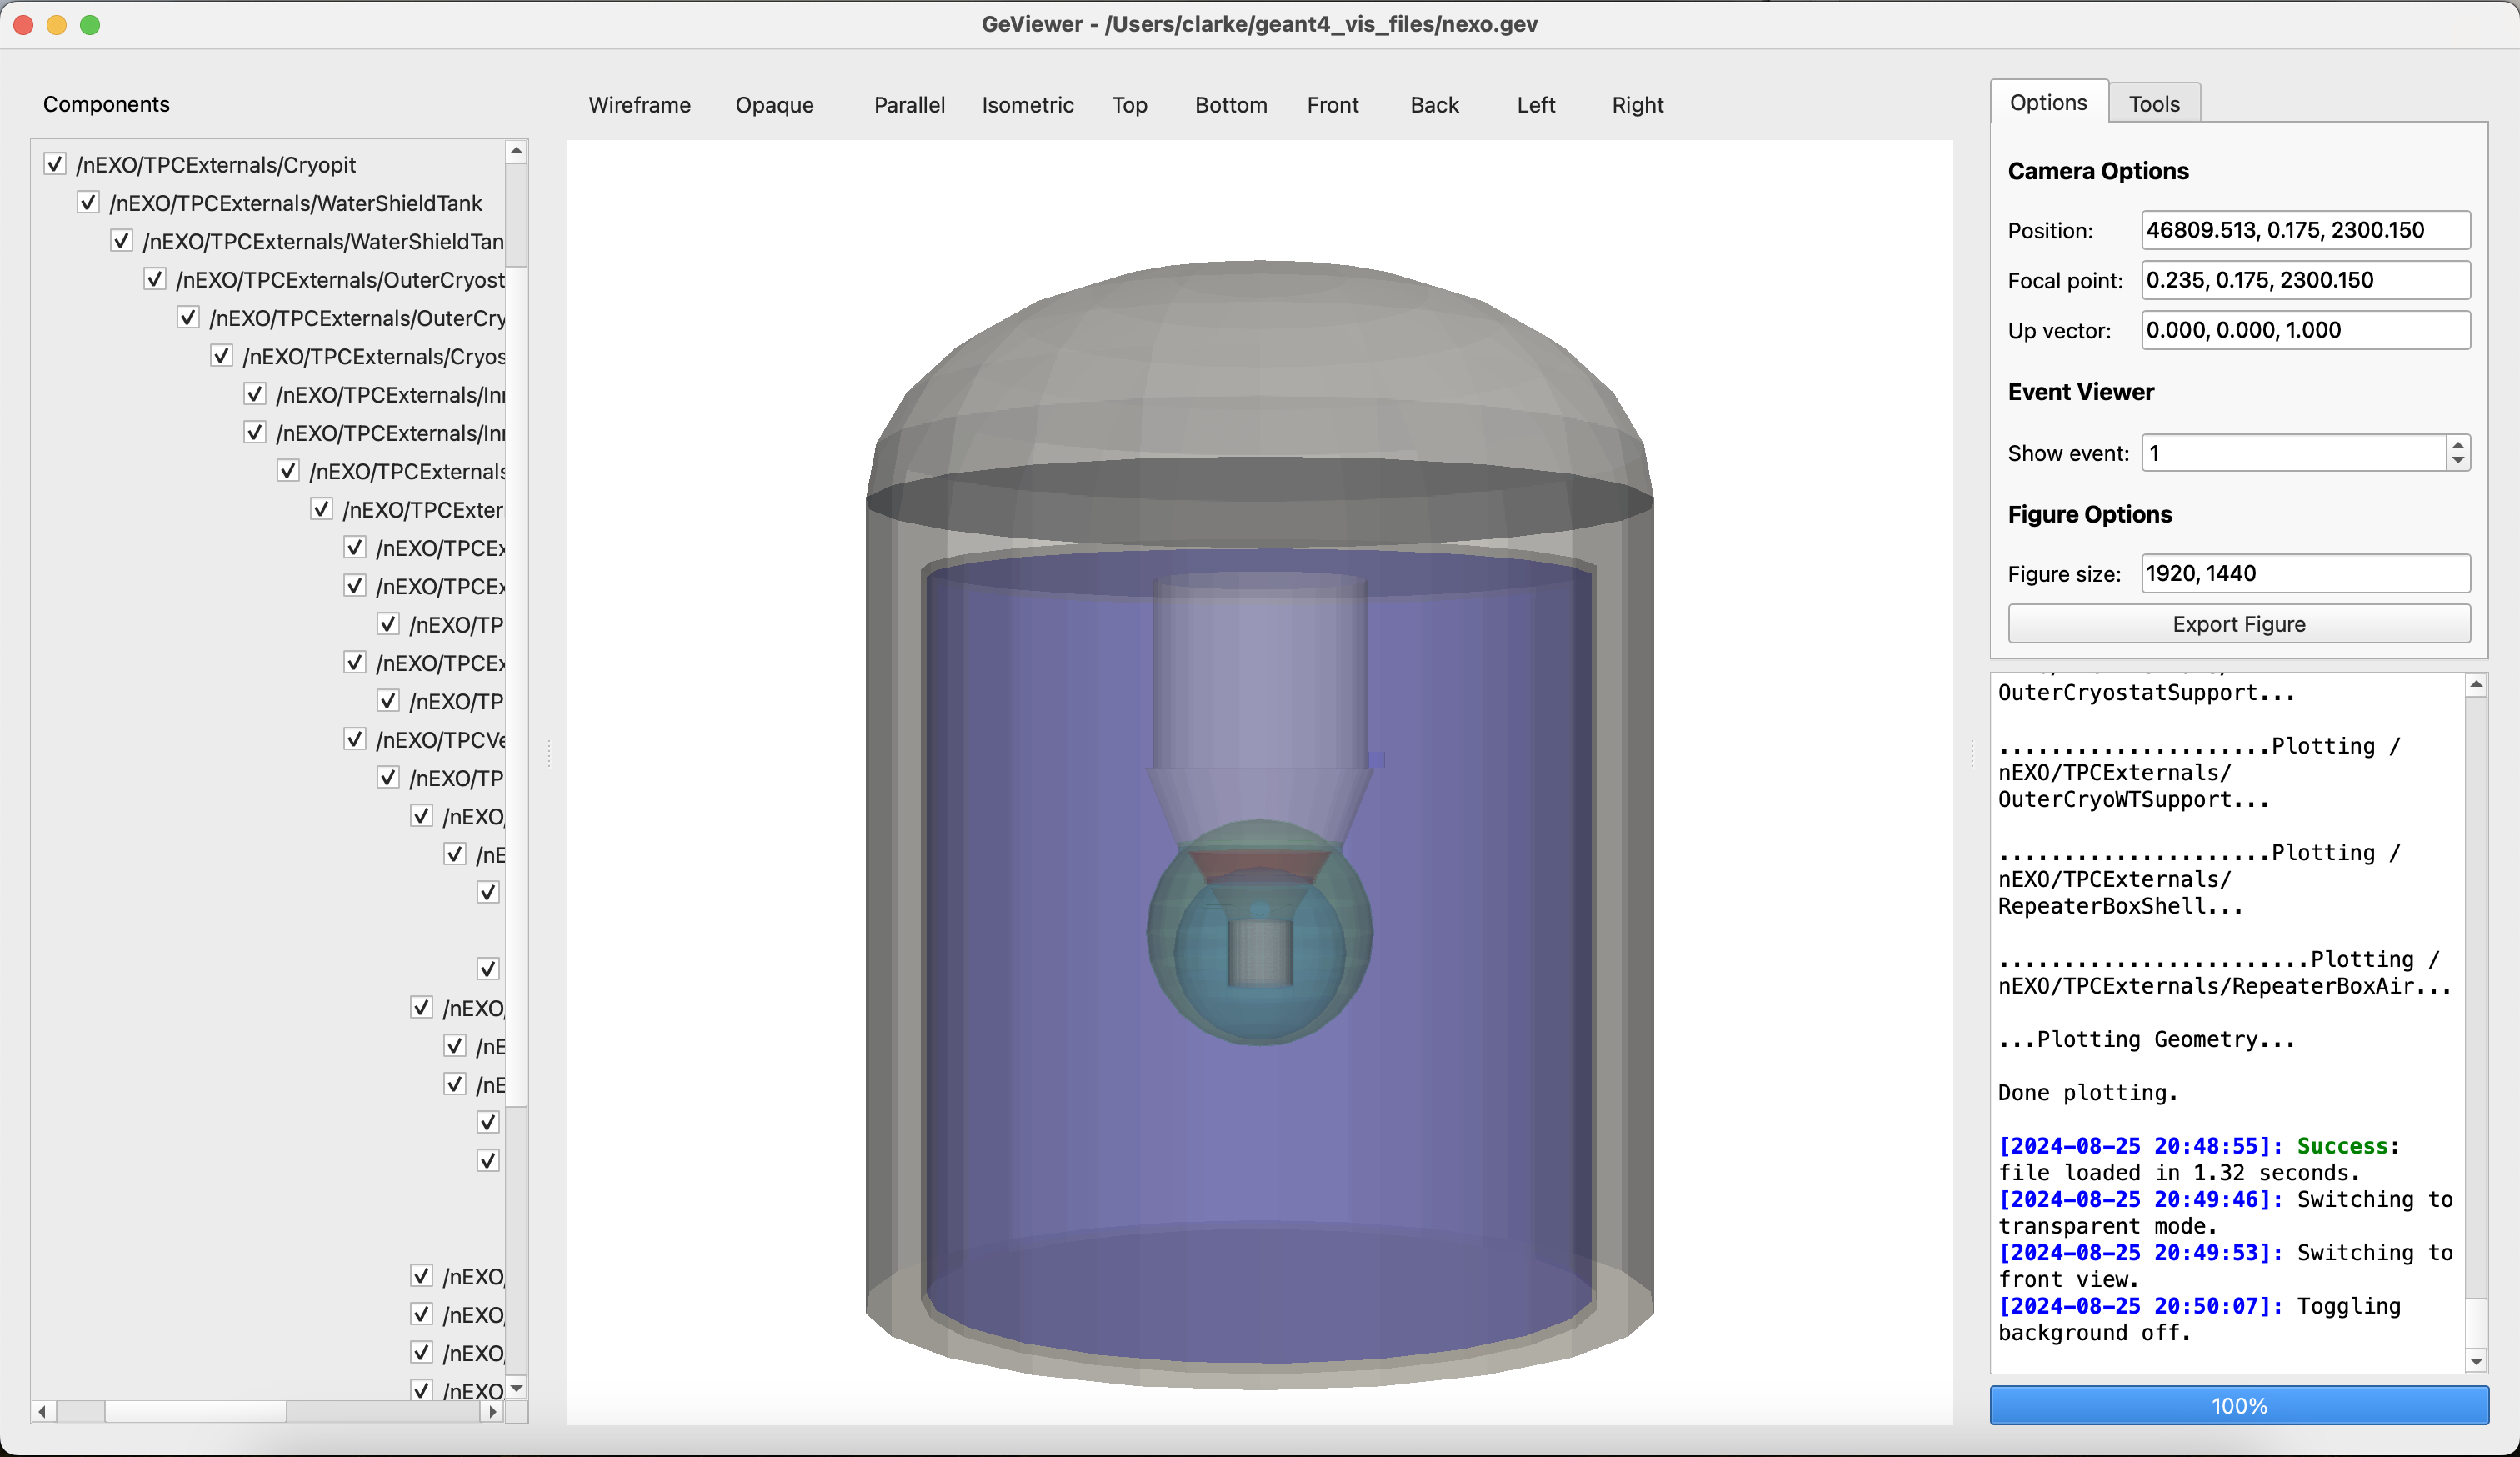 GeViewer - /Users/clarke/geant4_vis_files/nexo.gev
Components
/nEXO/TPCExternals/Cryopit
/nEXO/TPCExternals/WaterShieldTank
/nEXO/TPCExternals/WaterShieldTan
/nEXO/TPCExternals/OuterCryost
/nEXO/TPCExternals/OuterCry
/nEXO/TPCExternals/Cryos
/nEXO/TPCExternals/Inn
/nEXO/TPCExternals/Inn
/nEXO/TPCExternals
/nEXO/TPCExter
/nEXO/TPCEx
/nEXO/TPCEx
/nEXO/TP
/nEXO/TPCEx
/nEXO/TP
/nEXO/TPCVe
/nEXO/TP
/nEXO/
/nE
/nEXO/
/nE
/nE
/nEXO/
/nEXO/
/nEXO/
/nEXO
Wireframe Opaque Parallel Isometric Top Bottom Front Back Left Right
Options Tools
Camera Options
Position: 46809.513, 0.175, 2300.150
Focal point: 0.235, 0.175, 2300.150
Up vector: 0.000, 0.000, 1.000
Event Viewer
Show event: 1
Figure Options
Figure size: 1920, 1440
Export Figure
OuterCryostatSupport...
.....................Plotting /
nEXO/TPCExternals/
OuterCryoWTSupport...
.....................Plotting /
nEXO/TPCExternals/
RepeaterBoxShell...
........................Plotting /
nEXO/TPCExternals/RepeaterBoxAir...
...Plotting Geometry...
Done plotting.
[2024-08-25 20:48:55]: Success:
file loaded in 1.32 seconds.
[2024-08-25 20:49:46]: Switching to
transparent mode.
[2024-08-25 20:49:53]: Switching to
front view.
[2024-08-25 20:50:07]: Toggling
background off.
100%